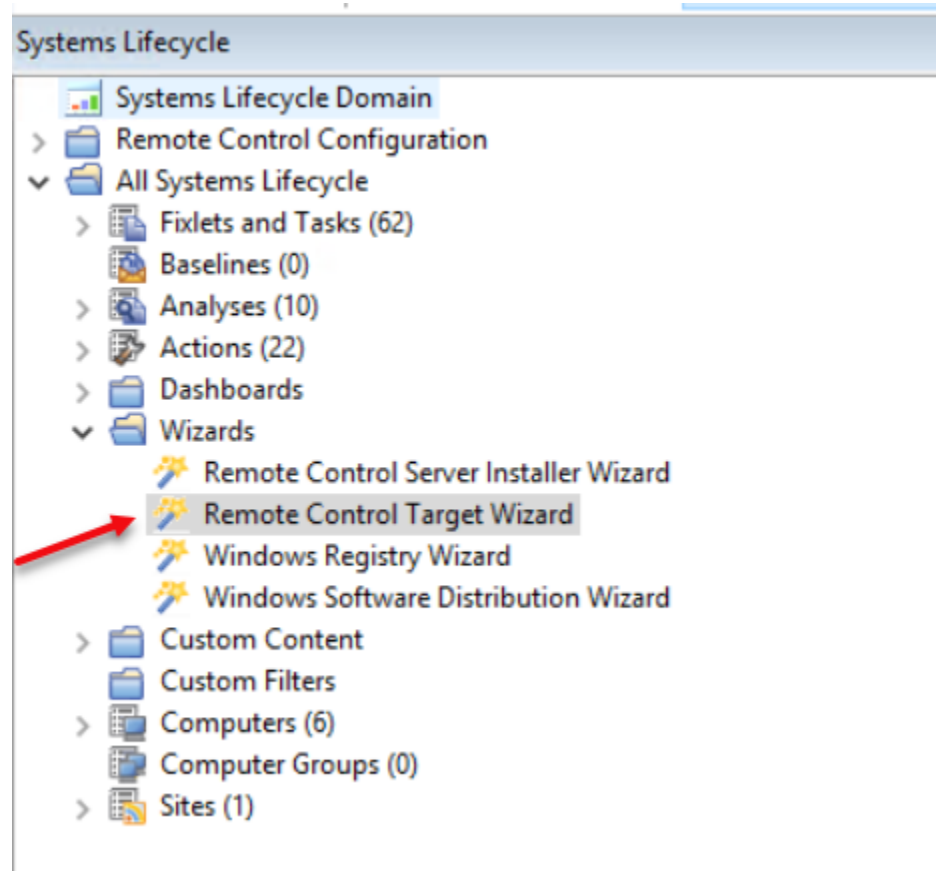 Systems Lifecycle
Systems Lifecycle Domain
Remote Control Configuration
All Systems Lifecycle
Fixlets and Tasks (62)
Baselines (0)
Analyses (10)
Actions (22)
Dashboards
Wizards
Remote Control Server Installer Wizard
Remote Control Target Wizard
Windows Registry Wizard
Windows Software Distribution Wizard
Custom Content
Custom Filters
Computers (6)
Computer Groups (0)
Sites (1)